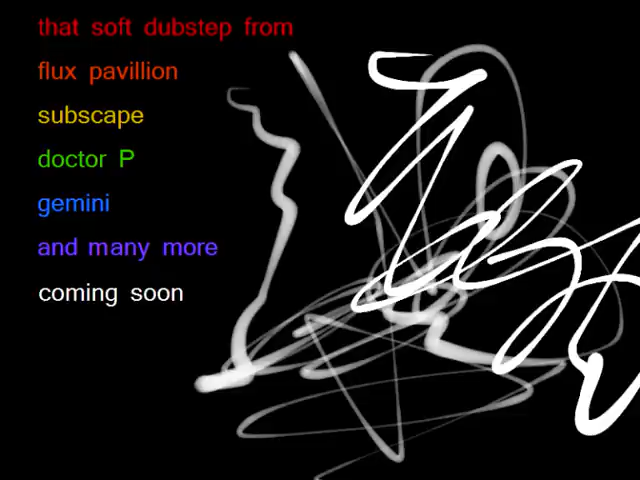 that soft dubstep from
flux pavillion
subscape
doctor P
gemini
and many more
coming soon